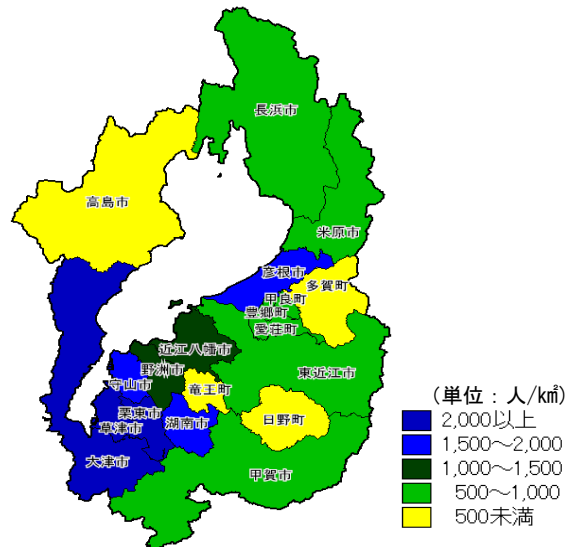 長浜市
高島市
米原市
彦根市
多賀町
甲良町
豊郷町
愛荘町
近江八幡市
東近江市
野洲市
守山市
竜王町
栗東市
湖南市
日野町
草津市
大津市
甲賀市
(単位：人/k㎡)
2,000以上
1,500～2,000
1,000～1,500
500～1,000
500未満